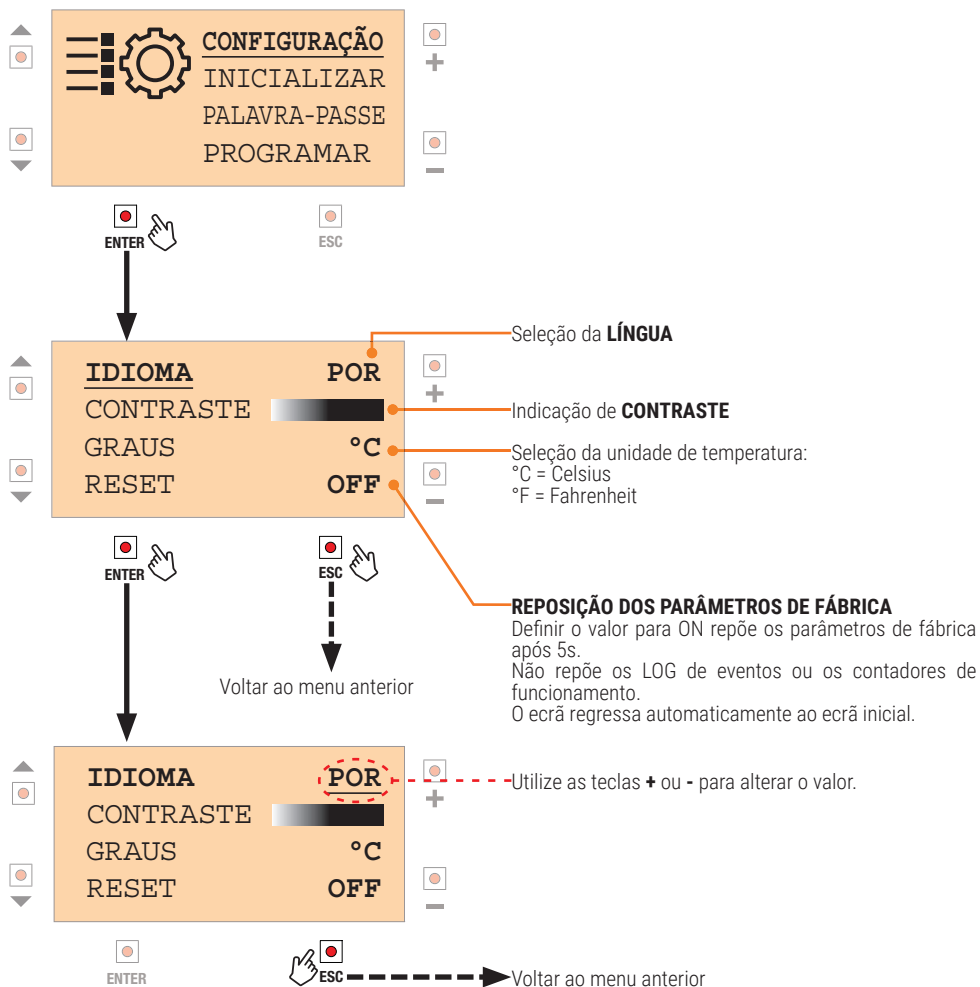 CONFIGURAÇÃO
INICIALIZAR
PALAVRA-PASSE
PROGRAMAR
+
-
ENTER
ESC
IDIOMA POR
CONTRASTE
GRAUS °C
RESET OFF
+
-
Seleção da LÍNGUA
Indicação de CONTRASTE
Seleção da unidade de temperatura:
°C = Celsius
°F = Fahrenheit
ENTER
ESC
Voltar ao menu anterior
REPOSIÇÃO DOS PARÂMETROS DE FÁBRICA
Definir o valor para ON repõe os parâmetros de fábrica
após 5s.
Não repõe os LOG de eventos ou os contadores de
funcionamento.
O ecrã regressa automaticamente ao ecrã inicial.
IDIOMA POR
CONTRASTE
GRAUS °C
RESET OFF
+
-
Utilize as teclas + ou - para alterar o valor.
ENTER
ESC
Voltar ao menu anterior